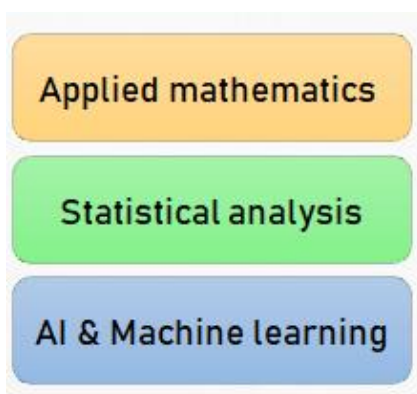 Applied mathematics
Statistical analysis
AI & Machine learning